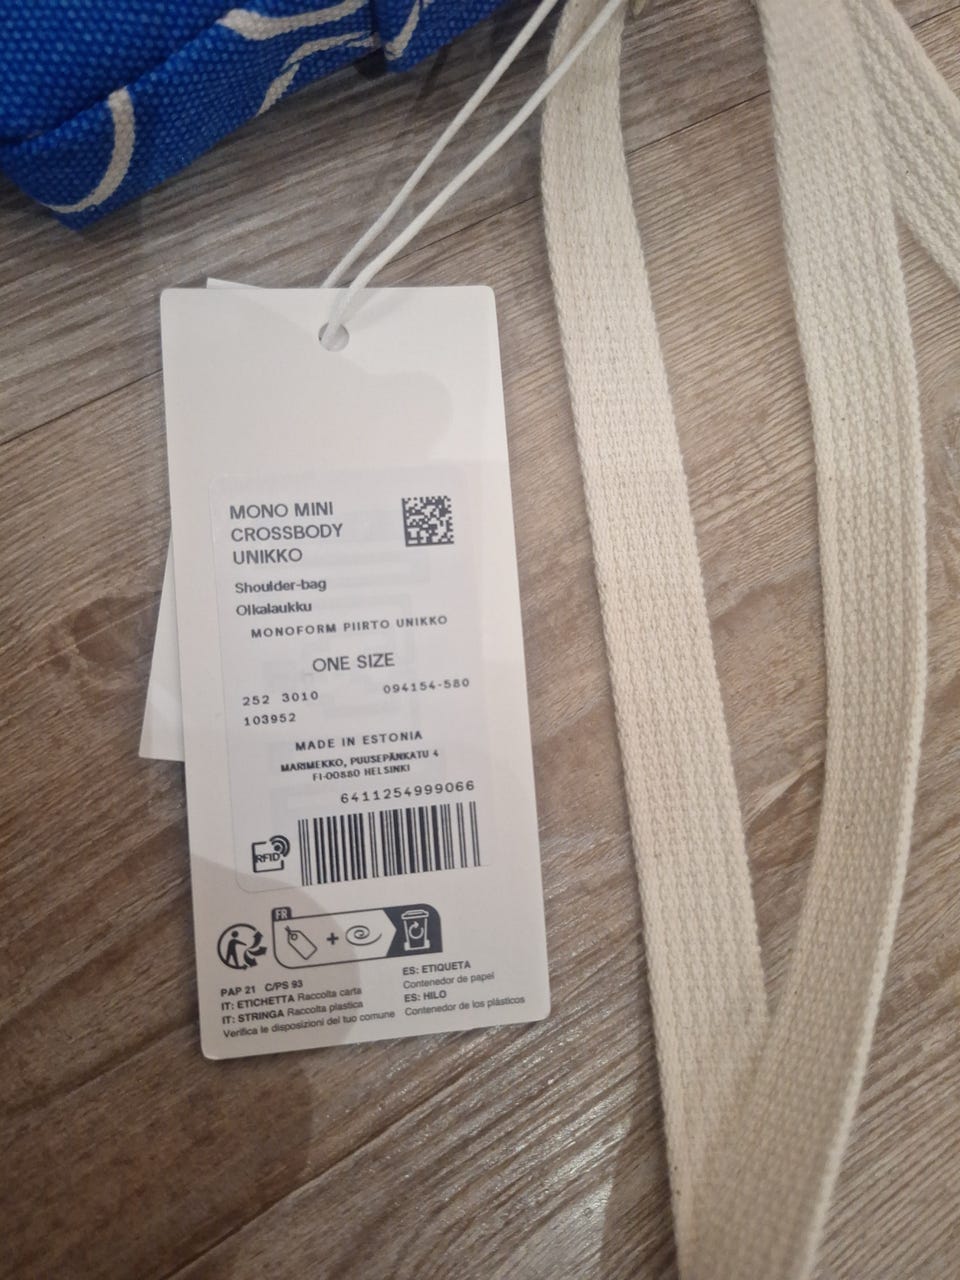 MONO MINI
CROSSBODY
UNIKKO
Shoulder-bag
Olkalaukku
MONOFORM PIIRTO UNIKKO
ONE SIZE
252 3010 094154-580
103952
MADE IN ESTONIA
MARIMEKKO, PUUSEPÄNKATU 4
FI-00880 HELSINKI
6411254999066
RFID
FR
PAP 21 C/PS 93
IT: ETICHETTA Raccolta carta
IT: STRINGA Raccolta plastica
Verifica le disposizioni del tuo comune
ES: ETIQUETA
Contenedor de papel
ES: HILO
Contenedor de los plásticos